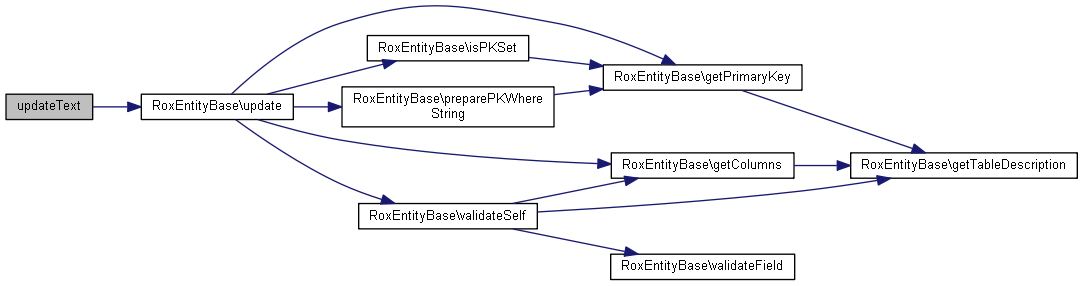 updateText
RoxEntityBase\update
RoxEntityBase\isPKSet
RoxEntityBase\preparePKWhere
String
RoxEntityBase\getPrimaryKey
RoxEntityBase\getColumns
RoxEntityBase\validateSelf
RoxEntityBase\getTableDescription
RoxEntityBase\validateField